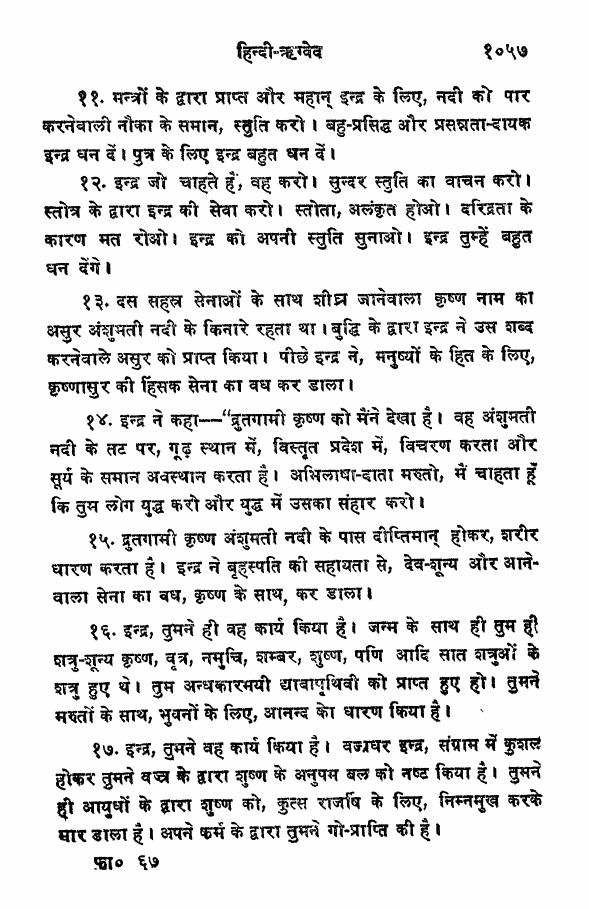 हिन्दी-ऋग्वेद १०५७
११. मन्त्रों के द्वारा प्राप्त और महान् इन्द्र के लिए, नदी को पार
करनेवाली नौका के समान, स्तुति करो । बहु-प्रसिद्ध और प्रसन्नता-दायक
इन्द्र धन दें। पुत्र के लिए इन्द्र बहुत धन दें।
१२. इन्द्र जो चाहते हैं, वह करो। सुन्दर स्तुति का वाचन करो।
स्तोत्र के द्वारा इन्द्र की सेवा करो। स्तोता, अलंकृत होओ। दरिद्रता के
कारण मत रोओ। इन्द्र को अपनी स्तुति सुनाओ। इन्द्र तुम्हें बहुत
धन देंगे।
१३. दस सहस्र सेनाओं के साथ शीघ्र जानेवाला कृष्ण नाम का
असुर अंशुमती नदी के किनारे रहता था। बुद्धि के द्वारा इन्द्र ने उस शब्द
करनेवाले असुर को प्राप्त किया। पीछे इन्द्र ने, मनुष्यों के हित के लिए,
कृष्णासुर की हिंसक सेना का वध कर डाला।
१४. इन्द्र ने कहा—“द्रुतगामी कृष्ण को मैंने देखा है। वह अंशुमती
नदी के तट पर, गूढ़ स्थान में, विस्तृत प्रदेश में, विचरण करता और
सूर्य के समान अवस्थान करता है। अभिलाषा-दाता मरुतो, मैं चाहता हूँ
कि तुम लोग युद्ध करो और युद्ध में उसका संहार करो।
१५. द्रुतगामी कृष्ण अंशुमती नदी के पास दीप्तिमान् होकर, शरीर
धारण करता है। इन्द्र ने बृहस्पति की सहायता से, देव-शून्य और आने-
वाला सेना का वध, कृष्ण के साथ, कर डाला।
१६. इन्द्र, तुमने ही वह कार्य किया है। जन्म के साथ ही तुम ही
शत्रु-शून्य कृष्ण, वृत्र, नमुचि, शम्बर, शुष्ण, पणि आदि सात शत्रुओं के
शत्रु हुए थे। तुम अन्धकारमयी द्यावापृथिवी को प्राप्त हुए हो। तुमने
मरुतों के साथ, भुवनों के लिए, आनन्द को धारण किया है।
१७. इन्द्र, तुमने वह कार्य किया है। वज्रधर इन्द्र, संग्राम में कुशल
होकर तुमने वज्र के द्वारा शुष्ण के अनुपम बल को नष्ट किया है। तुमने
ही आयुधों के द्वारा शुष्ण को, कुत्स राजर्षि के लिए, निम्नमुख करके
मार डाला है। अपने कर्म के द्वारा तुमने गो-प्राप्ति की है।
फा० ६७